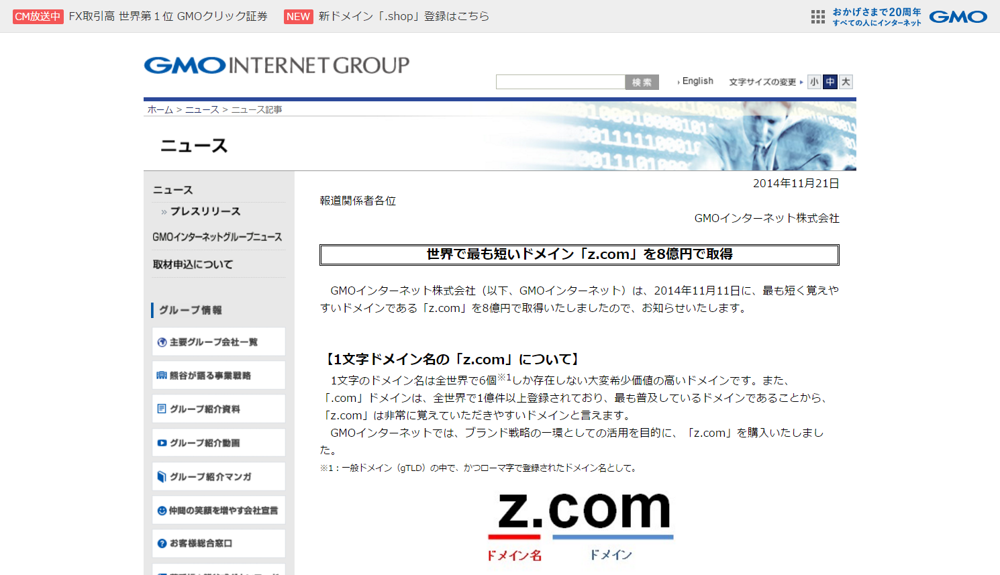 CM放送中 FX取引高 世界第１位 GMOクリック証券 NEW 新ドメイン「.shop」登録はこちら
おかげさまで20周年
すべての人にインターネット
GMO
GMO INTERNET GROUP
検索 English 文字サイズの変更 小 中 大
ホーム > ニュース > ニュース記事
ニュース
ニュース
» プレスリリース
GMOインターネットグループニュース
取材申込について
グループ情報
主要グループ会社一覧
熊谷が語る事業戦略
グループ紹介資料
グループ紹介動画
グループ紹介マンガ
仲間の笑顔を増やす会社宣言
お客様総合窓口
2014年11月21日
報道関係者各位
GMOインターネット株式会社
世界で最も短いドメイン「z.com」を8億円で取得
GMOインターネット株式会社（以下、GMOインターネット）は、2014年11月11日に、最も短く覚えや
すいドメインである「z.com」を8億円で取得いたしましたので、お知らせいたします。
【1文字ドメイン名の「z.com」について】
1文字のドメイン名は全世界で6個※1しか存在しない大変希少価値の高いドメインです。また、
「.com」ドメインは、全世界で1億件以上登録されており、最も普及しているドメインであることから、
「z.com」は非常に覚えていただきやすいドメインと言えます。
GMOインターネットでは、ブランド戦略の一環としての活用を目的に、「z.com」を購入いたしまし
た。
※1：一般ドメイン（gTLD）の中で、かつローマ字で登録されたドメイン名として。
z.com
ドメイン名 ドメイン